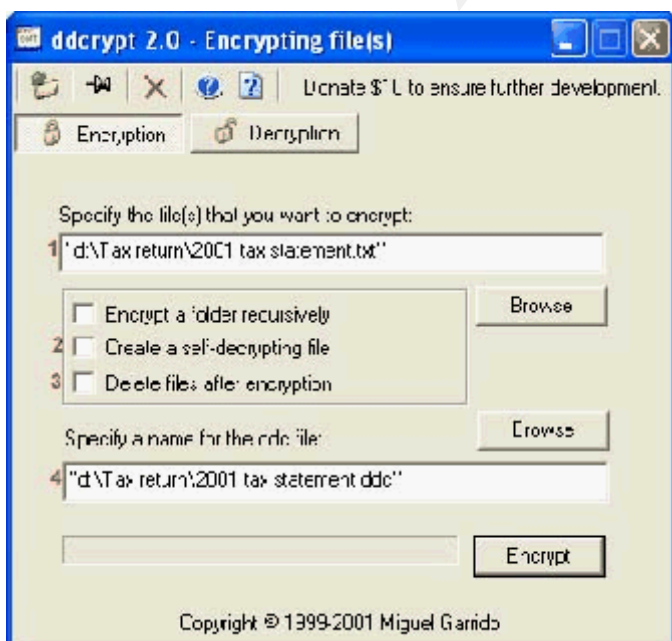 ddcrypt 2.0 - Encrypting file(s)
Donate $10 to ensure further development.
Encryption Decryption
Specify the file(s) that you want to encrypt:
1 "d:\Tax return\2001 tax statement.txt"
Encrypt a folder recursively
Browse
2 Create a self-decrypting file
3 Delete files after encryption
Specify a name for the ddc file:
Browse
4 "d:\Tax return\2001 tax statement.ddc"
Encrypt
Copyright © 1999-2001 Miguel Garrido